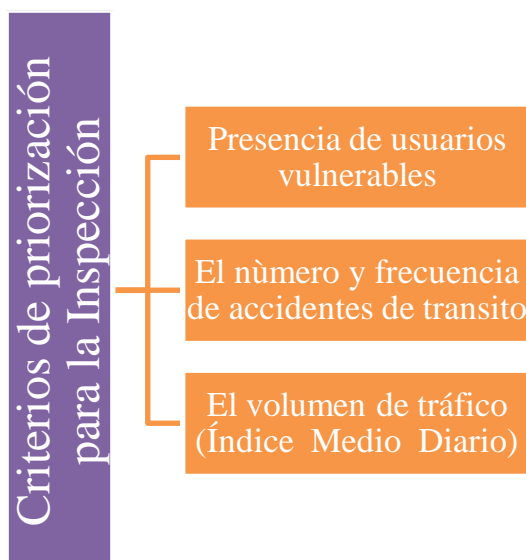 Criterios de priorización
para la Inspección
Presencia de usuarios
vulnerables
El nùmero y frecuencia
de accidentes de transito
El volumen de tráfico
(Índice Medio Diario)